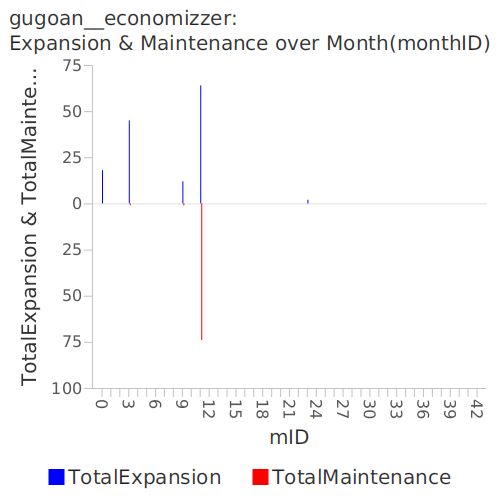 gugoan__economizzer:
Expansion & Maintenance over Month(monthID)
TotalExpansion & TotalMainte...
75
50
25
0
25
50
75
100
0 3 6 9 12 15 18 21 24 27 30 33 36 39 42
mID
TotalExpansion TotalMaintenance